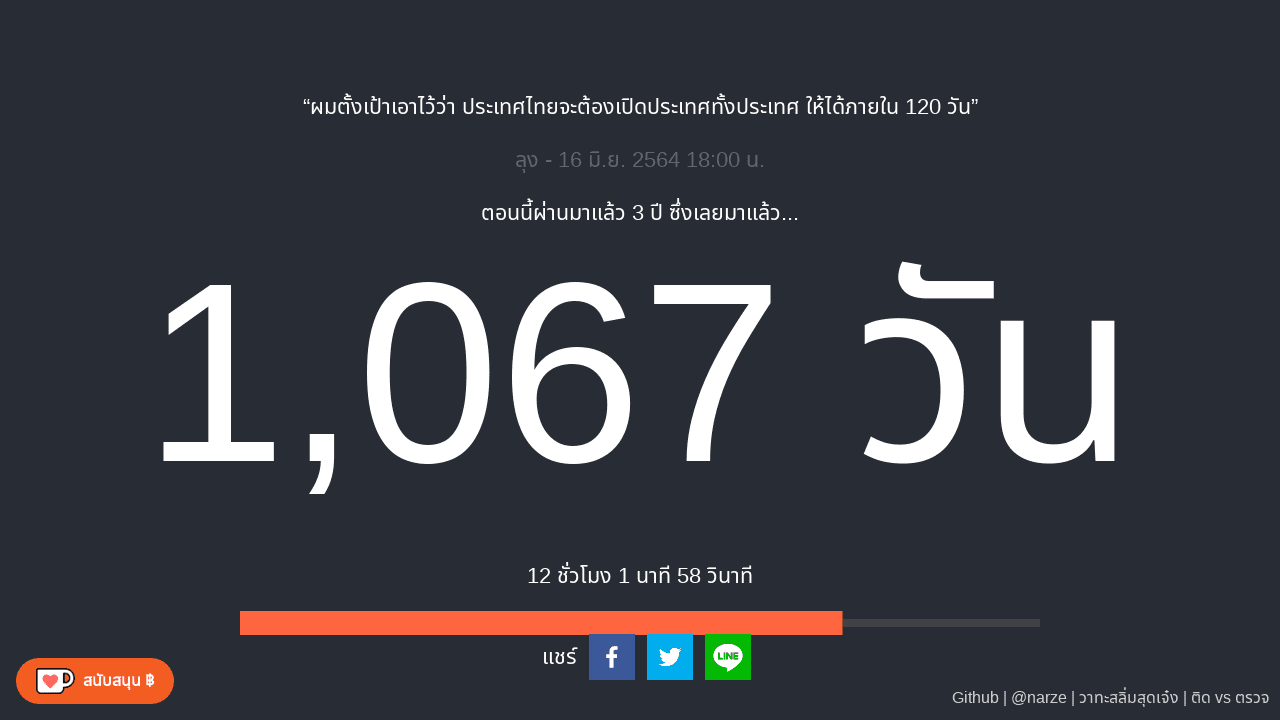 “ผมตั้งเป้าเอาไว้ว่า ประเทศไทยจะต้องเปิดประเทศทั้งประเทศ ให้ได้ภายใน 120 วัน”
ลุง - 16 มิ.ย. 2564 18:00 น.
ตอนนี้ผ่านมาแล้ว 3 ปี ซึ่งเลยมาแล้ว...
1,067 วัน
12 ชั่วโมง 1 นาที 58 วินาที
แชร์
LINE
สนับสนุน ฿
Github | @narze | วาทะสลิ่มสุดเจ๋ง | ติด vs ตรวจ